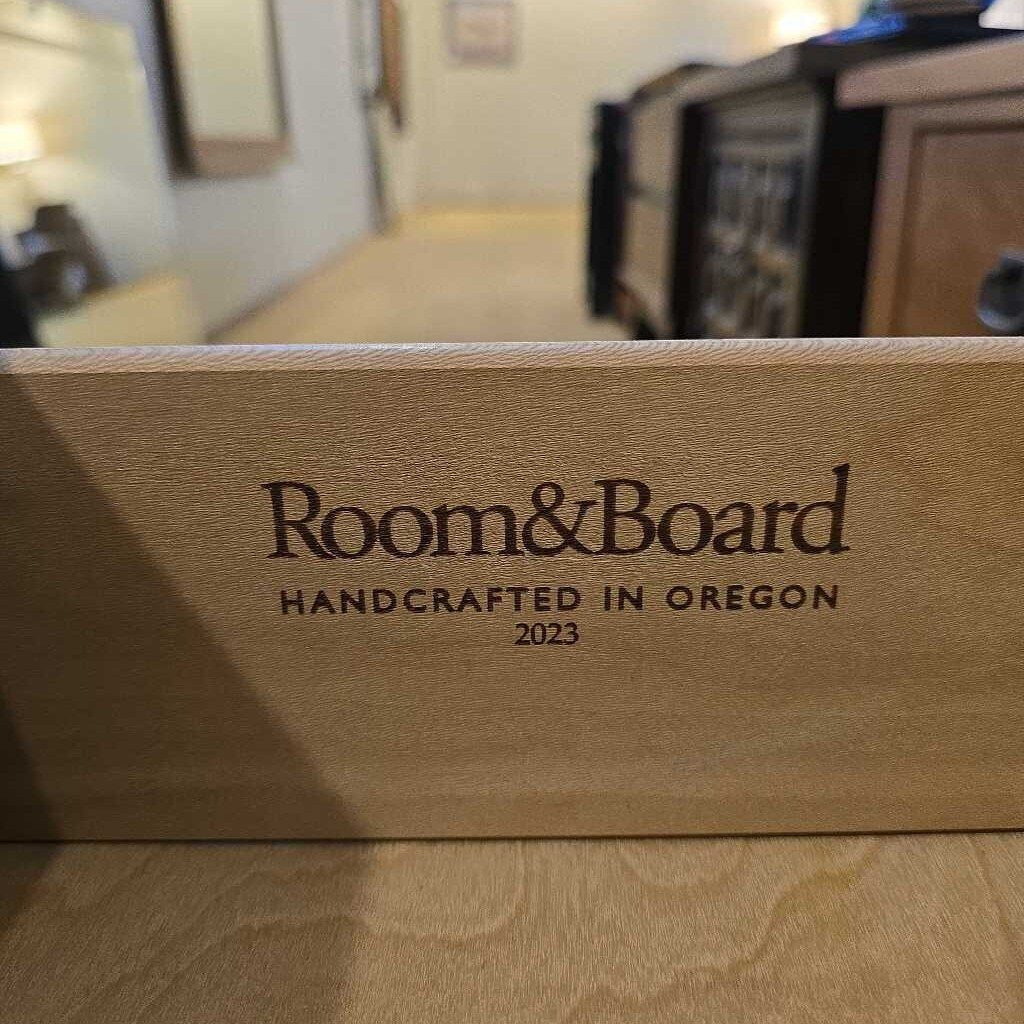 Room&Board
HANDCRAFTED IN OREGON
2023